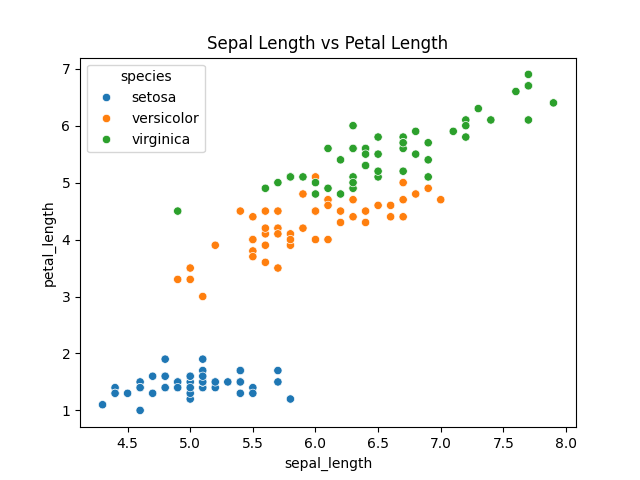 Sepal Length vs Petal Length
species
setosa
versicolor
virginica
7
6
5
4
3
2
1
petal_length
4.5 5.0 5.5 6.0 6.5 7.0 7.5 8.0
sepal_length